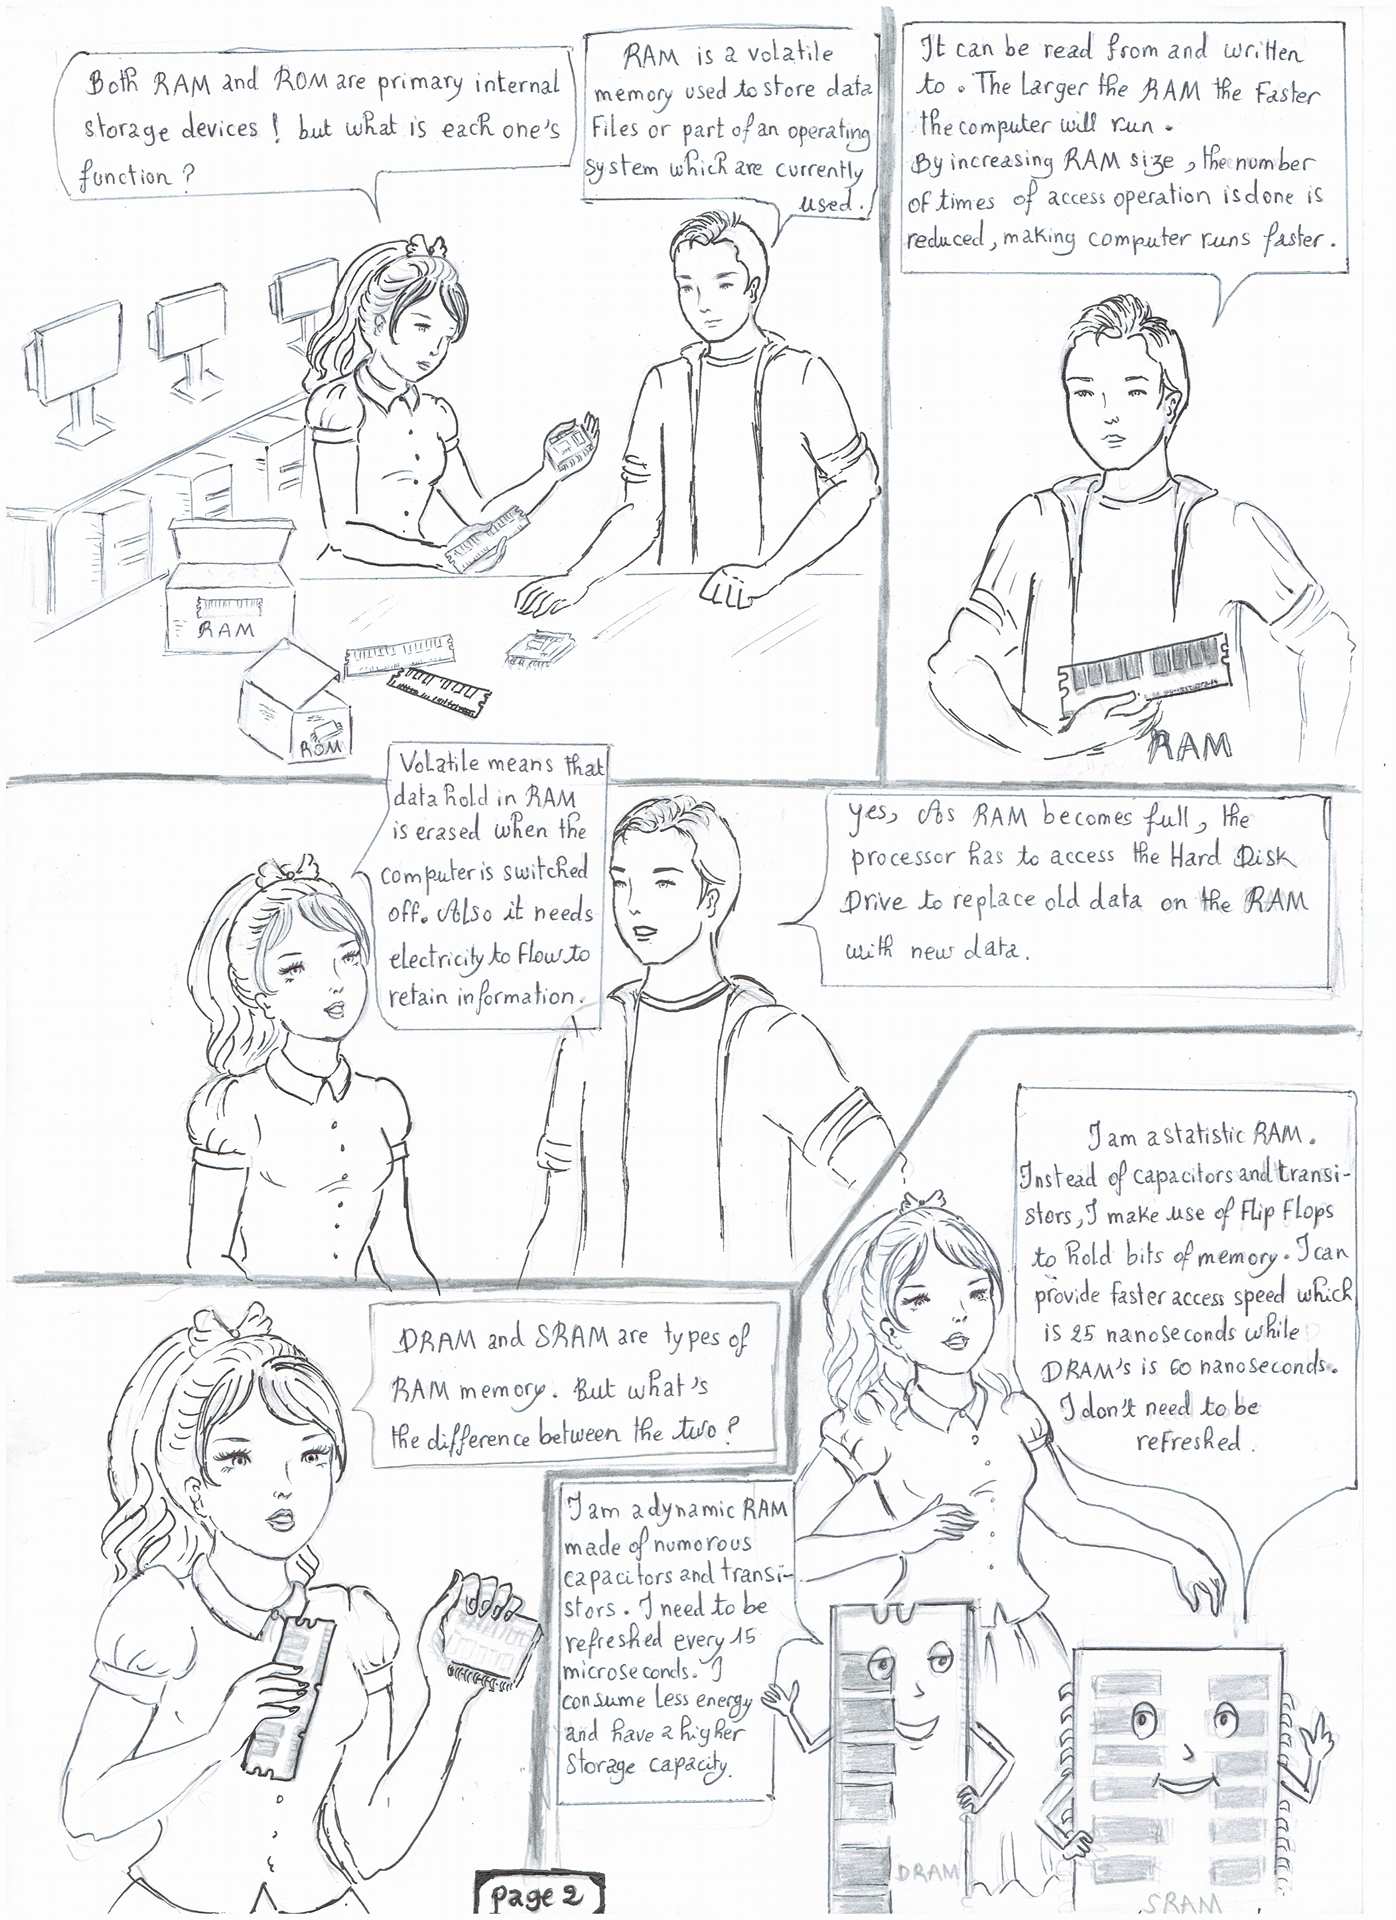 Both RAM and ROM are primary internal
storage devices! but what is each one's
function?
RAM is a volatile
memory used to store data
Files or part of an operating
system which are currently
used.
It can be read from and written
to. The Larger the RAM the Faster
the computer will run.
By increasing RAM size, the number
of times of access operation is done is
reduced, making computer runs faster.
RAM
ROM
RAM
Volatile means that
data hold in RAM
is erased when the
computer is switched
off. Also it needs
electricity to flow to
retain information.
yes, As RAM becomes full, the
processor has to access the Hard Disk
Drive to replace old data on the RAM
with new data.
DRAM and SRAM are types of
RAM memory. But what's
the difference between the two?
I am a dynamic RAM
made of numorous
capacitors and transi-
stors. I need to be
refreshed every 15
microseconds. I
consume Less energy
and have a higher
Storage capacity.
I am a statistic RAM.
Instead of capacitors and transi-
stors, I make use of Flip Flops
to hold bits of memory. I can
provide faster access speed which
is 25 nanoseconds while
DRAM's is 60 nanoseconds.
I don't need to be
reFreshed.
DRAM
SRAM
page 2